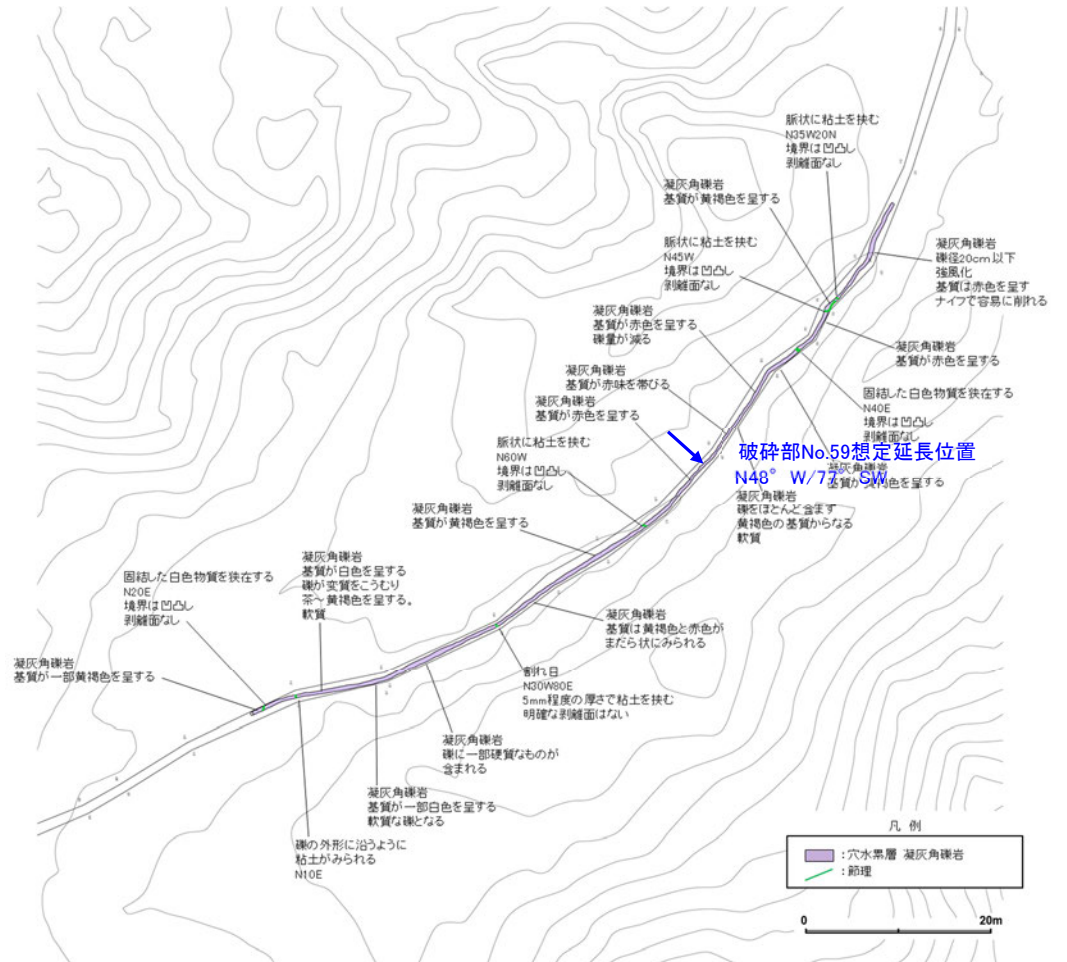 脈状に粘土を挟む
N35W20N
境界は凹凸し
剥離面なし
凝灰角礫岩
基質が黄褐色を呈する
脈状に粘土を挟む
N45W
境界は凹凸し
剥離面なし
凝灰角礫岩
礫径20cm以下
強風化
基質は赤色を呈す
ナイフで容易に削れる
凝灰角礫岩
基質が赤色を呈する
礫量が減る
凝灰角礫岩
基質が赤色を呈する
凝灰角礫岩
基質が赤味を帯びる
固結した白色物質を狭在する
N40E
境界は凹凸し
剥離面なし
凝灰角礫岩
基質が赤色を呈する
脈状に粘土を挟む
N60W
境界は凹凸し
剥離面なし
破砕部No.59想定延長位置
N48°W/77°SW
凝灰角礫岩
凝灰角礫岩
礫をほとんど含まず
黄褐色の基質からなる
軟質
凝灰角礫岩
基質が黄褐色を呈する
凝灰角礫岩
基質が白色を呈する
礫が変質をこうむり
茶～黄褐色を呈する。
軟質
固結した白色物質を狭在する
N20E
境界は凹凸し
剥離面なし
凝灰角礫岩
基質は黄褐色と赤色が
まだら状にみられる
凝灰角礫岩
基質が一部黄褐色を呈する
割れ目
N30W80E
5mm程度の厚さで粘土を挟む
明確な剥離面はない
凝灰角礫岩
礫に一部硬質なものが
含まれる
凝灰角礫岩
基質が一部白色を呈する
軟質な礫となる
礫の外形に沿うように
粘土がみられる
N10E
凡 例
:穴水累層 凝灰角礫岩
:節理
0 20m